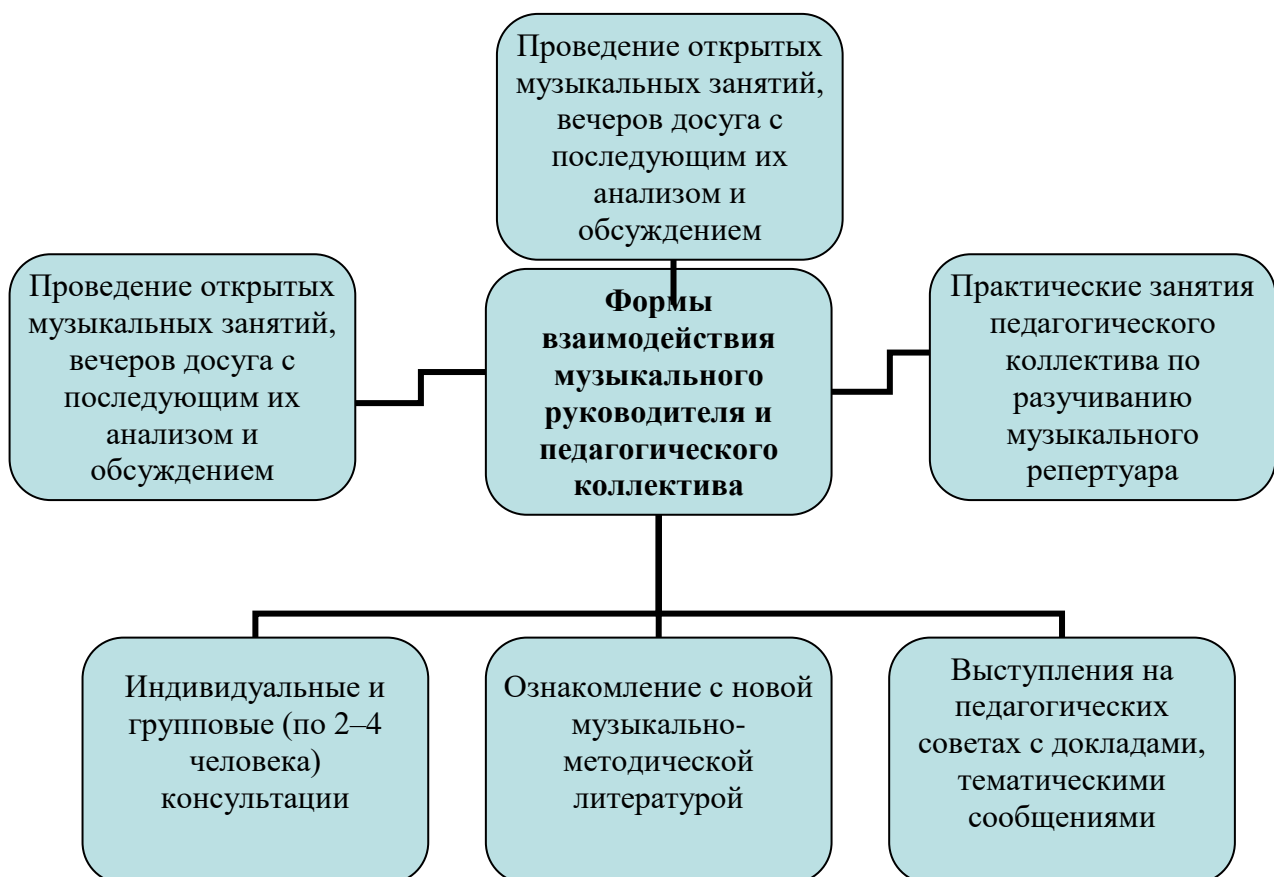 Проведение открытых
музыкальных занятий,
вечеров досуга с
последующим их
анализом и
обсуждением
Проведение открытых
музыкальных занятий,
вечеров досуга с
последующим их
анализом и
обсуждением
Формы
взаимодействия
музыкального
руководителя и
педагогического
коллектива
Практические занятия
педагогического
коллектива по
разучиванию
музыкального
репертуара
Индивидуальные и
групповые (по 2–4
человека)
консультации
Ознакомление с новой
музыкально-
методической
литературой
Выступления на
педагогических
советах с докладами,
тематическими
сообщениями